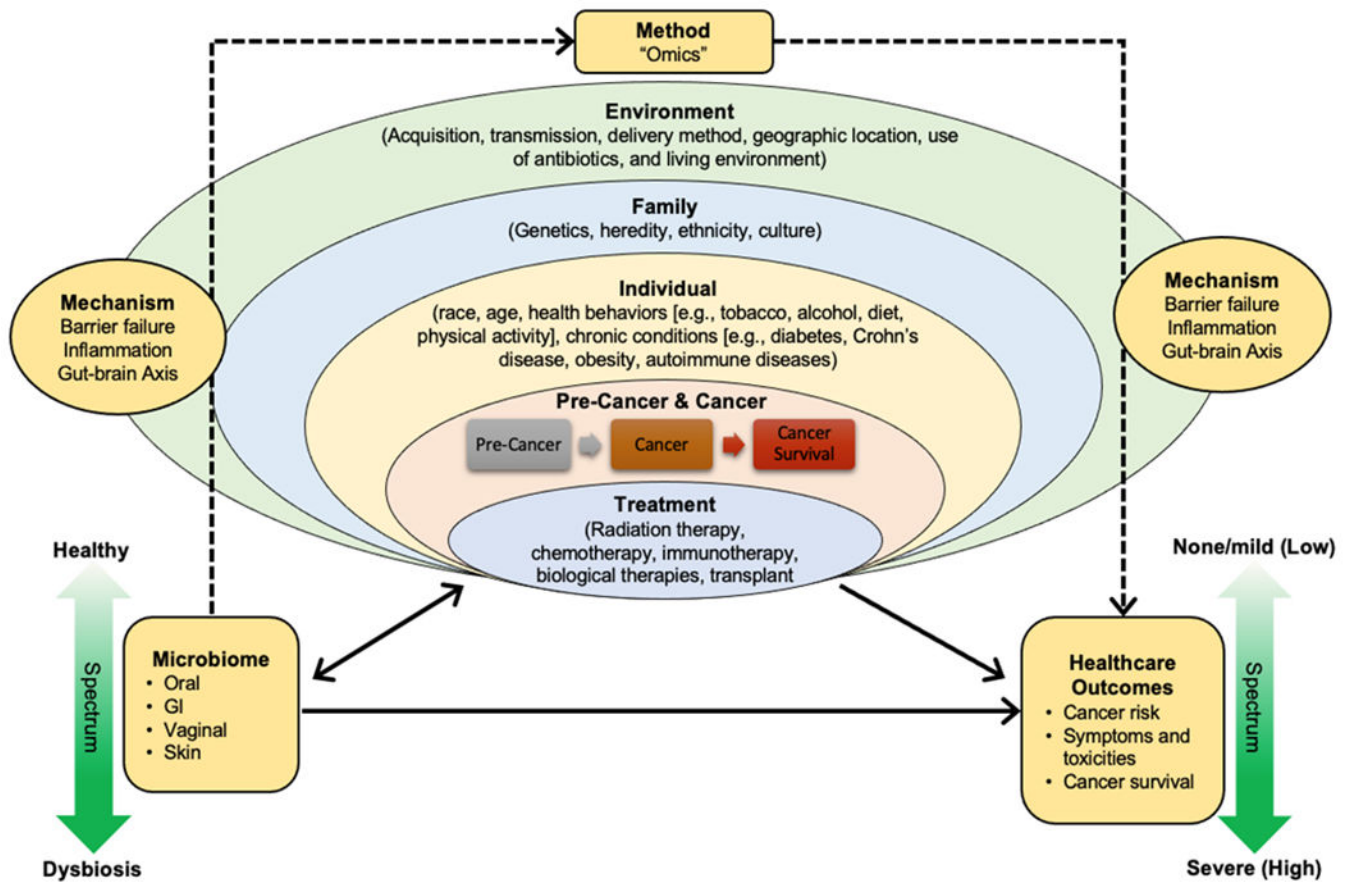 Method
“Omics”
Environment
(Acquisition, transmission, delivery method, geographic location, use
of antibiotics, and living environment)
Family
(Genetics, heredity, ethnicity, culture)
Mechanism
Barrier failure
Inflammation
Gut-brain Axis
Individual
(race, age, health behaviors [e.g., tobacco, alcohol, diet,
physical activity], chronic conditions [e.g., diabetes, Crohn’s
disease, obesity, autoimmune diseases)
Mechanism
Barrier failure
Inflammation
Gut-brain Axis
Pre-Cancer & Cancer
Pre-Cancer
Cancer
Cancer
Survival
Treatment
(Radiation therapy,
chemotherapy, immunotherapy,
biological therapies, transplant
Healthy
Spectrum
Dysbiosis
Microbiome
• Oral
• GI
• Vaginal
• Skin
Healthcare
Outcomes
• Cancer risk
• Symptoms and
toxicities
• Cancer survival
None/mild (Low)
Spectrum
Severe (High)